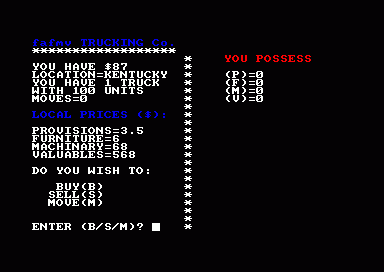 PaPmy TRUCKING Co.
********************
YOU HAVE $87
LOCATION=KENTUCKY
YOU HAVE 1 TRUCK
WITH 100 UNITS
MOVES=0
LOCAL PRICES (#):
PROVISIONS=3.5
FURNITURE=6
MACHINARY=68
VALUABLES=568
DO YOU WISH TO:
BUY(B)
SELL(S)
MOVE(M)
ENTER (B/S/M)?
YOU POSSESS
(P)=0
(F)=0
(M)=0
(V)=0